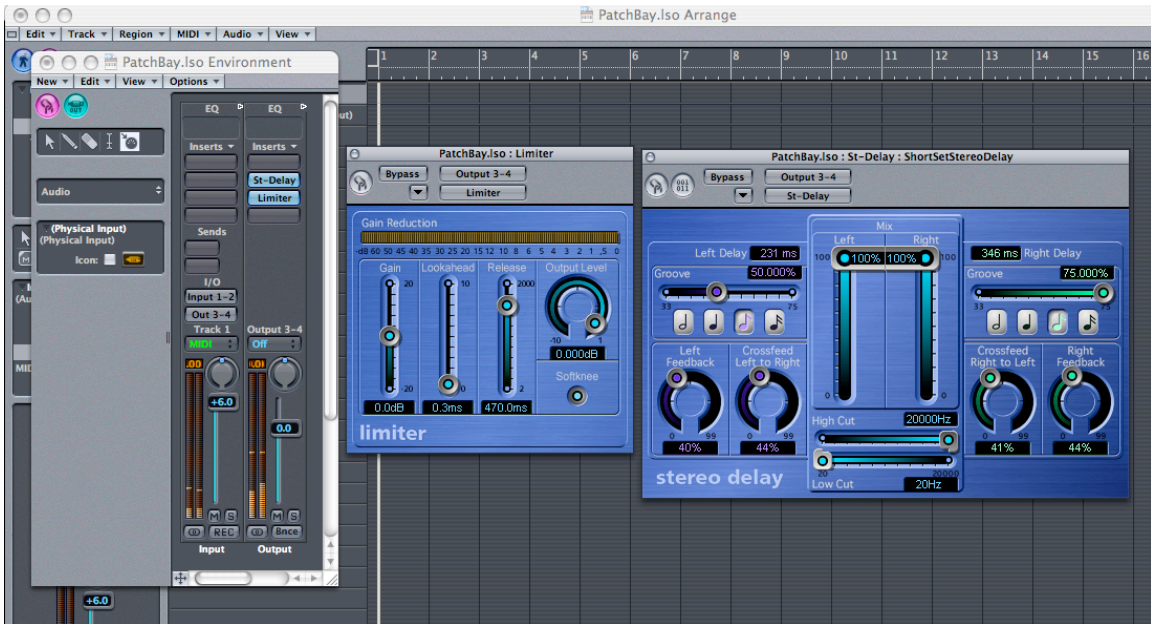 PatchBay.lso Arrange
Edit Track Region MIDI Audio View
PatchBay.lso Environment
New Edit View Options
1 2 3 4 5 6 7 8 9 10 11 12 13 14 15 16
EQ EQ
Audio
(Physical Input)
(Physical Input)
Icon:
Inserts Inserts
St-Delay
Limiter
Sends
I/O
Input 1-2
Out 3-4
Track 1 Output 3-4
MIDI Off
+6.0
0.0
M S M S
REC Bnce
Input Output
+6.0
PatchBay.lso : Limiter
Bypass Output 3-4
Limiter
Gain Reduction
-dB 60 50 45 40 35 30 25 20 15 12 10 8 6 5 4 3 2 1 ,5 0
Gain Lookahead Release Output Level
20 10 2000
-20 0 2
-10 1
0.000dB
Softknee
0.0dB 0.3ms 470.0ms
limiter
PatchBay.lso : St-Delay : ShortSetStereoDelay
Bypass Output 3-4
St-Delay
Mix
Left Right
Left Delay 231 ms
100 100% 100% 100
346 ms Right Delay
Groove 50.000%
33 75
Groove 75.000%
33 75
Left Feedback
Crossfeed Left to Right
Crossfeed Right to Left
Right Feedback
0 0
High Cut 20000Hz
0 99 0 99 0 99 0 99
40% 44% 41% 44%
20 20000
Low Cut 20Hz
stereo delay